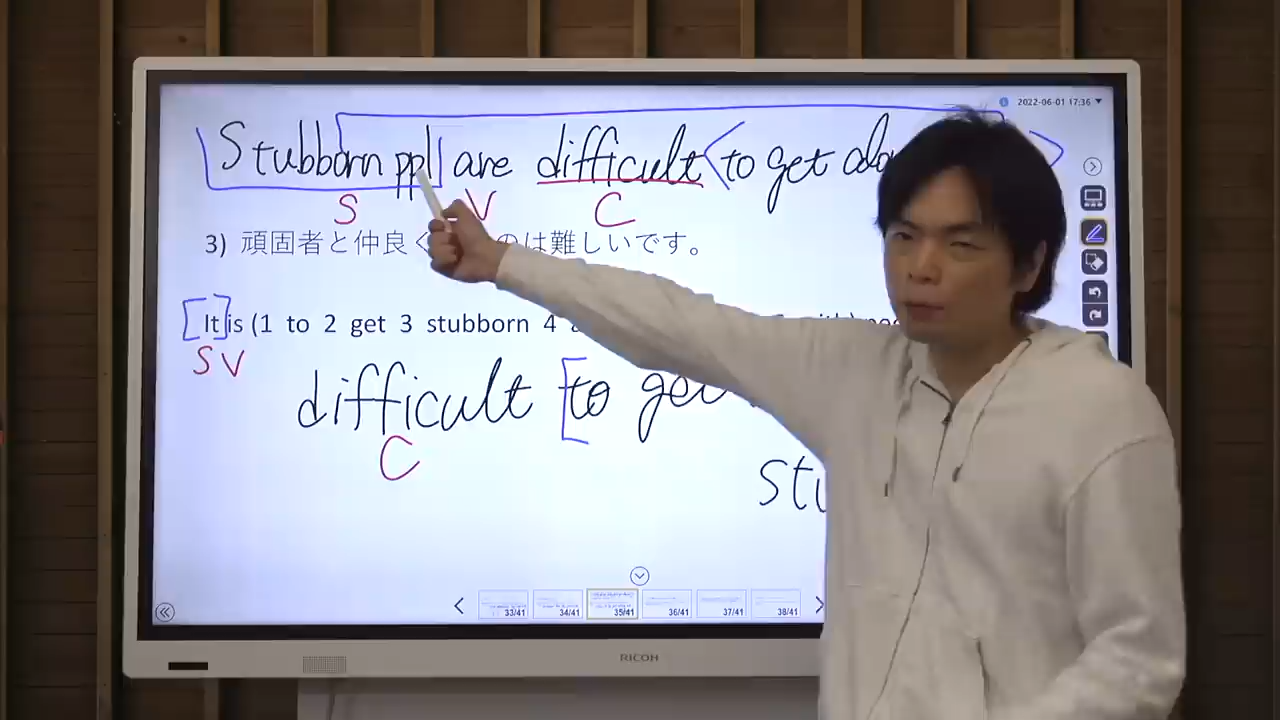 2022-06-01 17:36
Stubborn ppl are difficult to get
S V C
3) 頑固者と仲良く のは難しいです。
[It] is (1 to 2 get 3 stubborn 4
S V
difficult [to get
C
33/41 34/41 35/41 36/41 37/41 38/41
RICOH